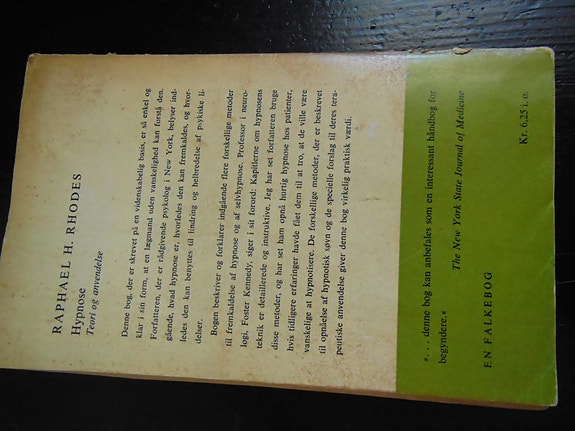 RAPHAEL H. RHODES
Hypnose
Teori og anvendelse
Denne bog, der er skrevet på en videnskabelig basis, er så enkel og
klar i sin form, at en lægmand uden vanskelighed kan forstå den.
Forfatteren, der er rådgivende psykolog i New York, belyser ind-
gående, hvad hypnose er, hvorledes den kan fremkaldes, og hvor-
ledes den kan benyttes til lindring og helbredelse af psykiske li-
delser.
Bogen beskriver og forklarer indgående flere forskellige metoder
til fremkaldelse af hypnose og af selvhypnose. Professor i neuro-
logi, Foster Kennedy, siger i sit forord: Kapitlerne om hypnosens
teknik er detaillerede og instruktive. Jeg har set forfatteren bruge
disse metoder, og har set ham opnå hurtig hypnose hos patienter,
hvis tidligere erfaringer havde fået dem til at tro, at de ville være
vanskelige at hypnotisere. De forskellige metoder, der er beskrevet
til opnåelse af hypnotisk søvn og de specielle forslag til deres tera-
peutiske anvendelse giver denne bog virkelig praktisk værdi.
». . . denne bog kan anbefales som en interessant håndbog for
begyndere.«
The New York State Journal of Medicine
EN FALKEBOG
Kr. 6,25 i. o.